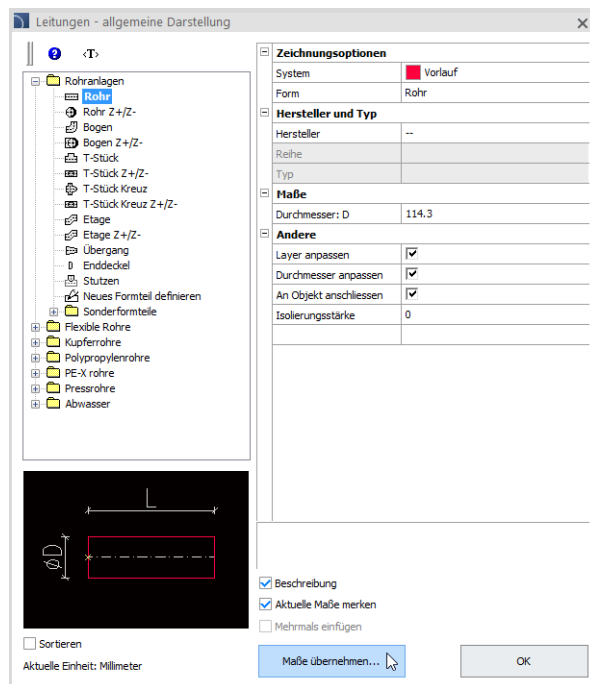 Leitungen - allgemeine Darstellung
‹T›
Rohranlagen
Rohr
Rohr Z+/Z-
Bogen
Bogen Z+/Z-
T-Stück
T-Stück Z+/Z-
T-Stück Kreuz
T-Stück Kreuz Z+/Z-
Etage
Etage Z+/Z-
Übergang
Enddeckel
Stutzen
Neues Formteil definieren
Sonderformteile
Flexible Rohre
Kupferrohre
Polypropylenrohre
PE-X rohre
Pressrohre
Abwasser
Zeichnungsoptionen
System Vorlauf
Form Rohr
Hersteller und Typ
Hersteller --
Reihe
Typ
Maße
Durchmesser: D 114.3
Andere
Layer anpassen
Durchmesser anpassen
An Objekt anschliessen
Isolierungsstärke 0
L
ØD
Sortieren
Aktuelle Einheit: Millimeter
Beschreibung
Aktuelle Maße merken
Mehrmals einfügen
Maße übernehmen...
OK